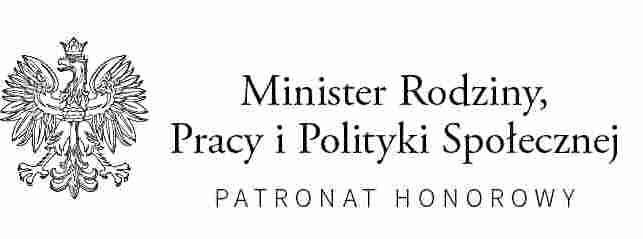 Minister Rodziny,
Pracy i Polityki Społecznej
PATRONAT HONOROWY